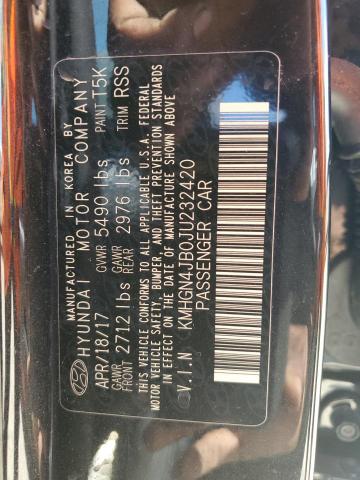 MANUFACTURED IN KOREA BY
HYUNDAI MOTOR COMPANY
APR/18/17 GVWR 5490 lbs PAINT T5K
GAWR FRONT 2712 lbs GAWR REAR 2976 lbs TRIM RSS
THIS VEHICLE CONFORMS TO ALL APPLICABLE U.S.A. FEDERAL
MOTOR VEHICLE SAFETY, BUMPER, AND THEFT PREVENTION STANDARDS
IN EFFECT ON THE DATE OF MANUFACTURE SHOWN ABOVE
V.I.N KMHGN4JB0JU232420
PASSENGER CAR